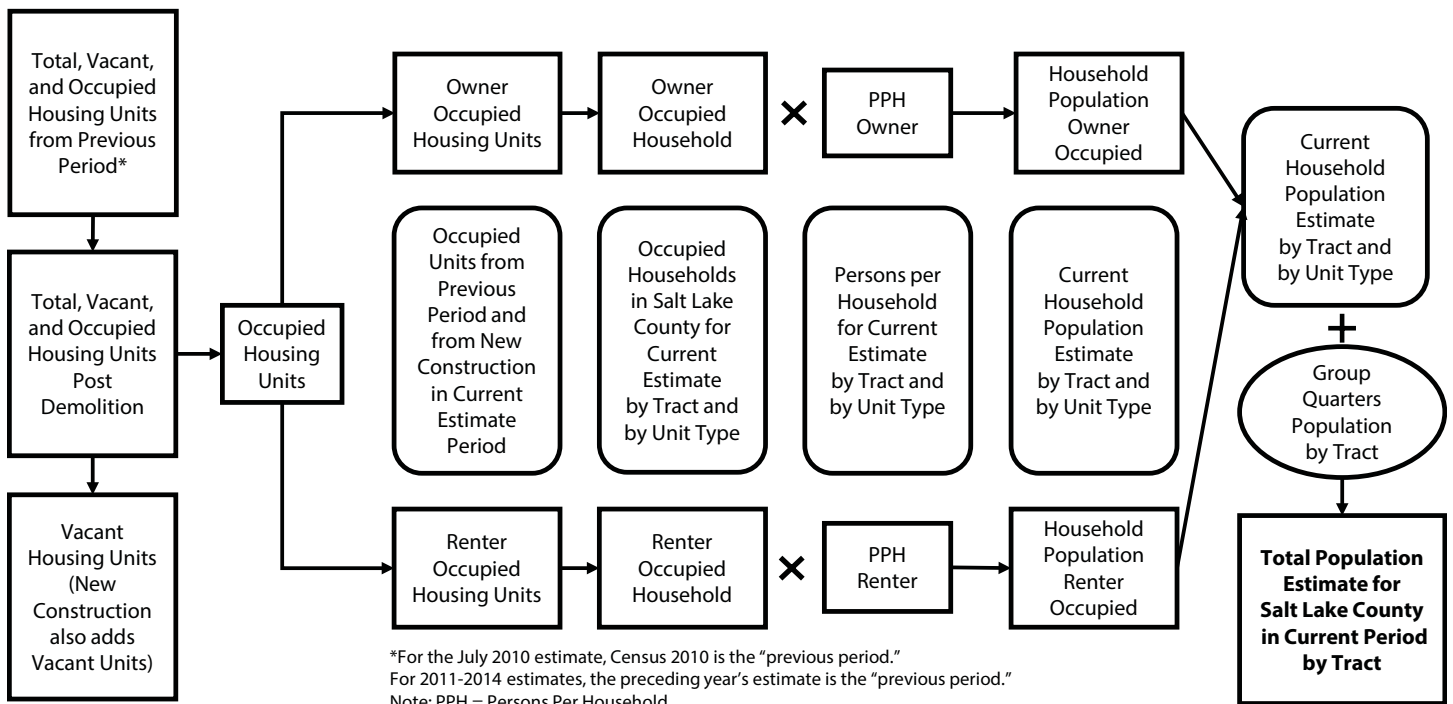 Total, Vacant,
and Occupied
Housing Units
from Previous
Period*
Total, Vacant,
and Occupied
Housing Units
Post
Demolition
Vacant
Housing Units
(New
Construction
also adds
Vacant Units)
Occupied
Housing
Units
Owner
Occupied
Housing Units
Owner
Occupied
Household
×
PPH
Owner
Household
Population
Owner
Occupied
Occupied
Units from
Previous
Period and
from New
Construction
in Current
Estimate
Period
Occupied
Households
in Salt Lake
County for
Current
Estimate
by Tract and
by Unit Type
Persons per
Household
for Current
Estimate
by Tract and
by Unit Type
Current
Household
Population
Estimate
by Tract and
by Unit Type
Renter
Occupied
Housing Units
Renter
Occupied
Household
×
PPH
Renter
Household
Population
Renter
Occupied
Current
Household
Population
Estimate
by Tract and
by Unit Type
+
Group
Quarters
Population
by Tract
Total Population
Estimate for
Salt Lake County
in Current Period
by Tract
*For the July 2010 estimate, Census 2010 is the “previous period.”
For 2011-2014 estimates, the preceding year’s estimate is the “previous period.”
Note: PPH = Persons Per Household